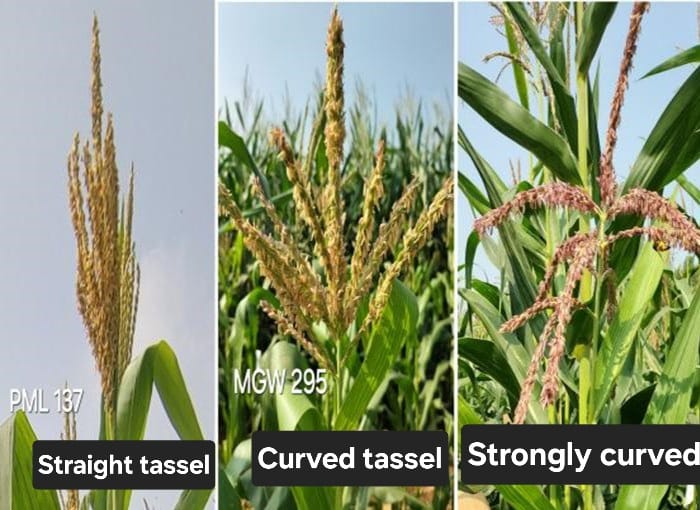 PML 137
Straight tassel
MGW 295
Curved tassel
Strongly curved